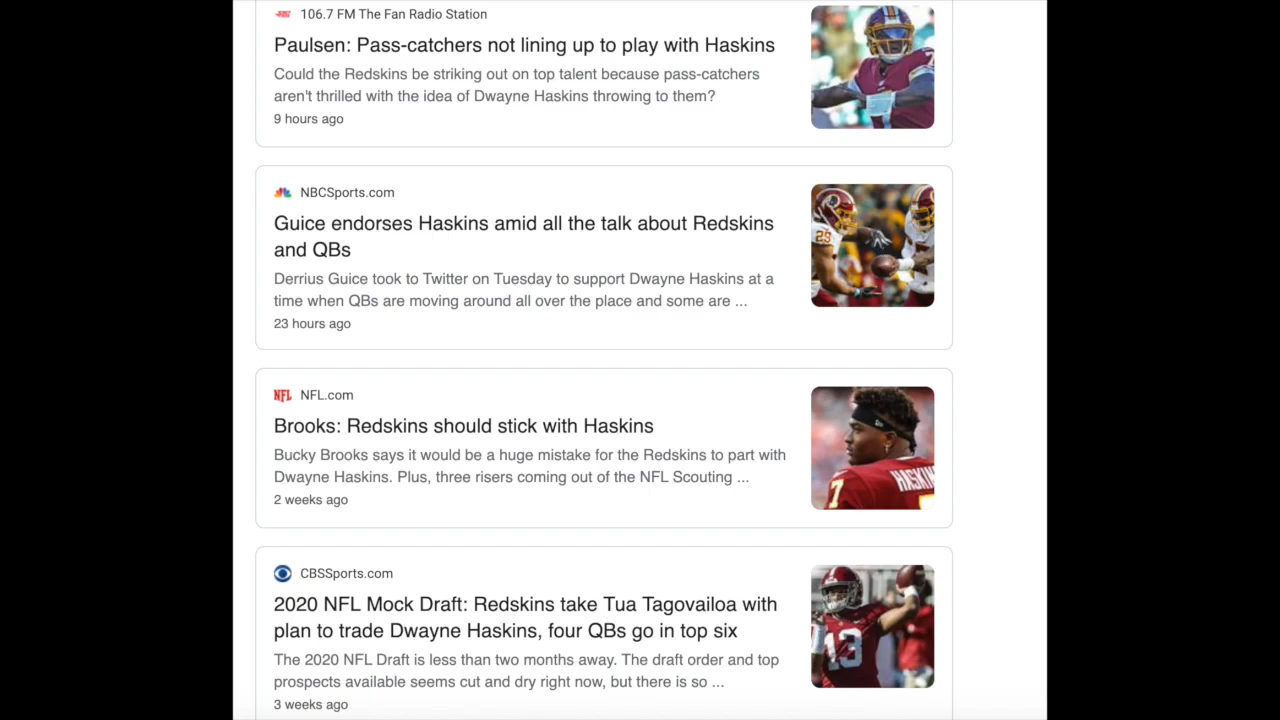 106.7 FM The Fan Radio Station
Paulsen: Pass-catchers not lining up to play with Haskins
Could the Redskins be striking out on top talent because pass-catchers
aren't thrilled with the idea of Dwayne Haskins throwing to them?
9 hours ago
NBCSports.com
Guice endorses Haskins amid all the talk about Redskins
and QBs
Derrius Guice took to Twitter on Tuesday to support Dwayne Haskins at a
time when QBs are moving around all over the place and some are ...
23 hours ago
29
NFL
NFL.com
Brooks: Redskins should stick with Haskins
Bucky Brooks says it would be a huge mistake for the Redskins to part with
Dwayne Haskins. Plus, three risers coming out of the NFL Scouting ...
2 weeks ago
HASKIN
7
CBSSports.com
2020 NFL Mock Draft: Redskins take Tua Tagovailoa with
plan to trade Dwayne Haskins, four QBs go in top six
The 2020 NFL Draft is less than two months away. The draft order and top
prospects available seems cut and dry right now, but there is so ...
3 weeks ago
13